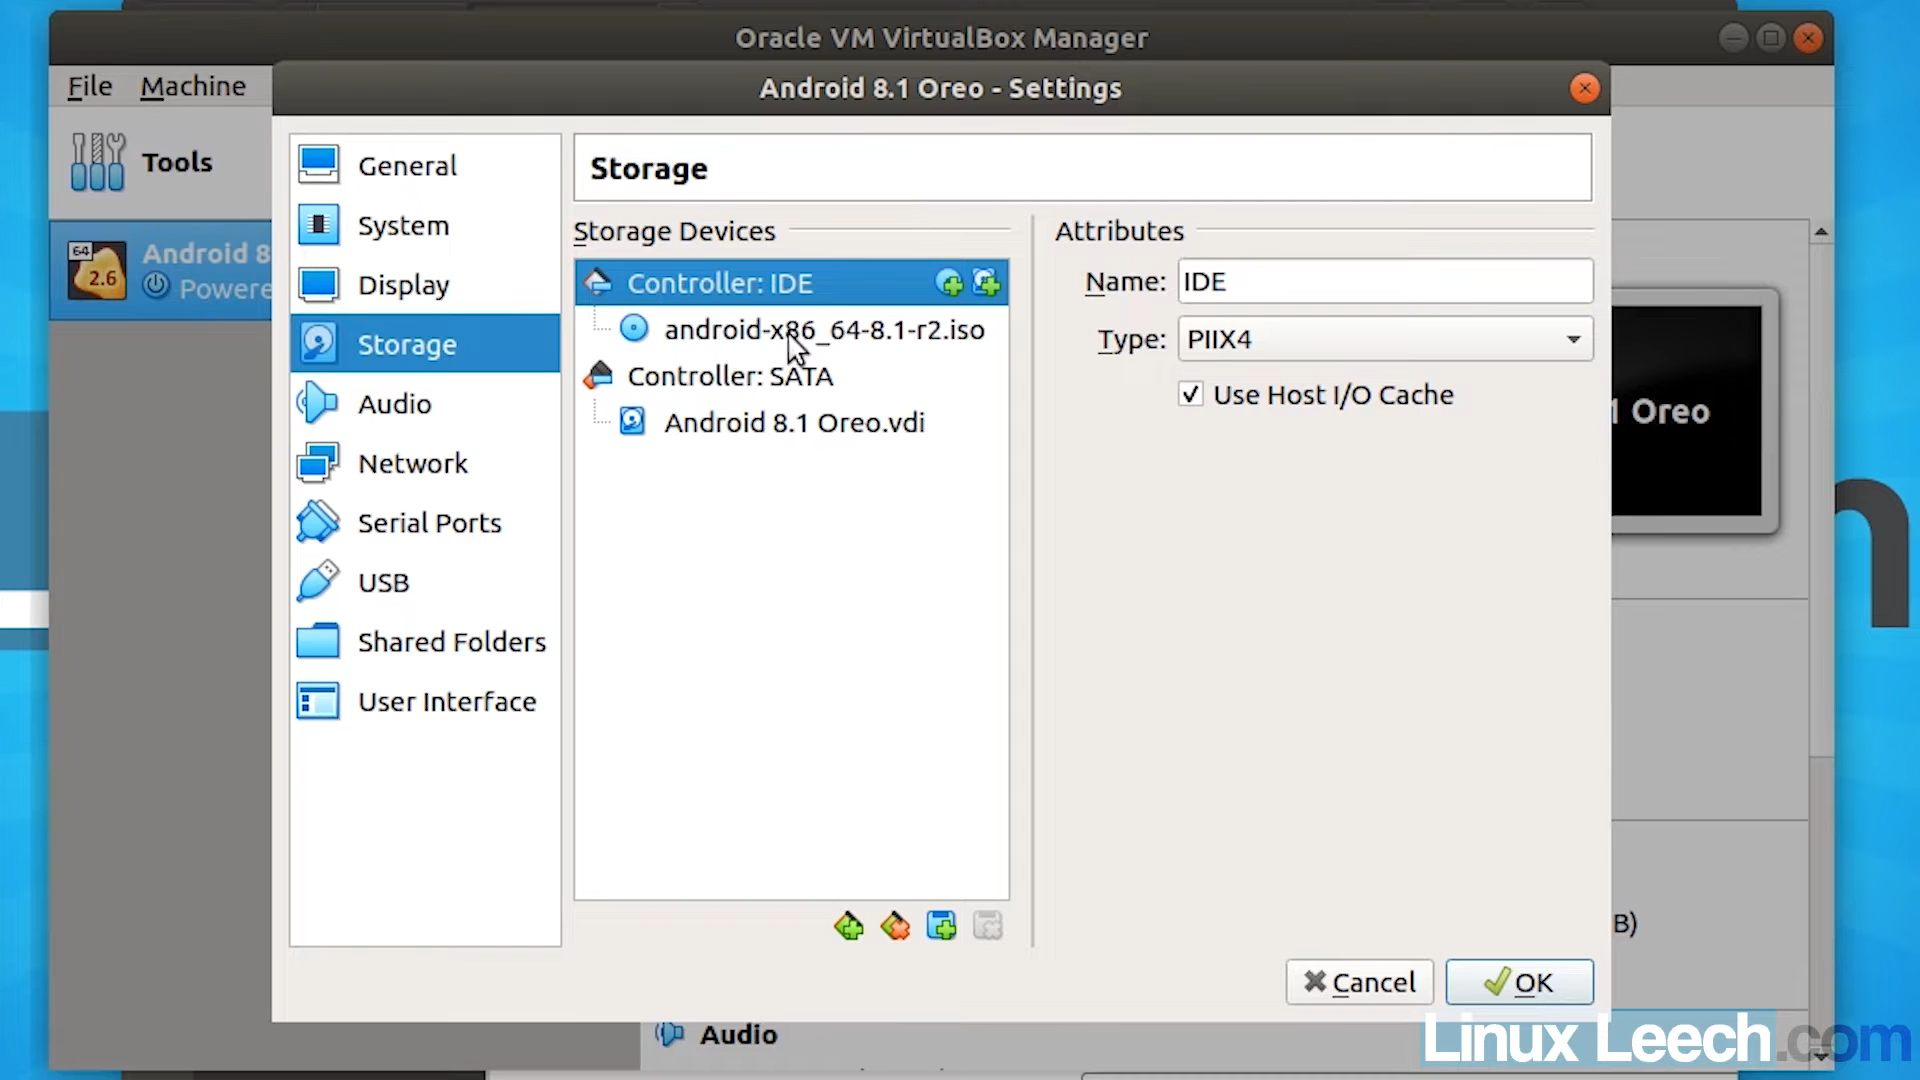 Oracle VM VirtualBox Manager
File Machine
Android 8.1 Oreo - Settings
Tools
64
2.6
Android 8
Powere
General
System
Display
Storage
Audio
Network
Serial Ports
USB
Shared Folders
User Interface
Storage
Storage Devices
Controller: IDE
android-x86_64-8.1-r2.iso
Controller: SATA
Android 8.1 Oreo.vdi
Attributes
Name: IDE
Type: PIIX4
Use Host I/O Cache
1 Oreo
n
B)
Cancel
OK
Audio
Linux Leech.com